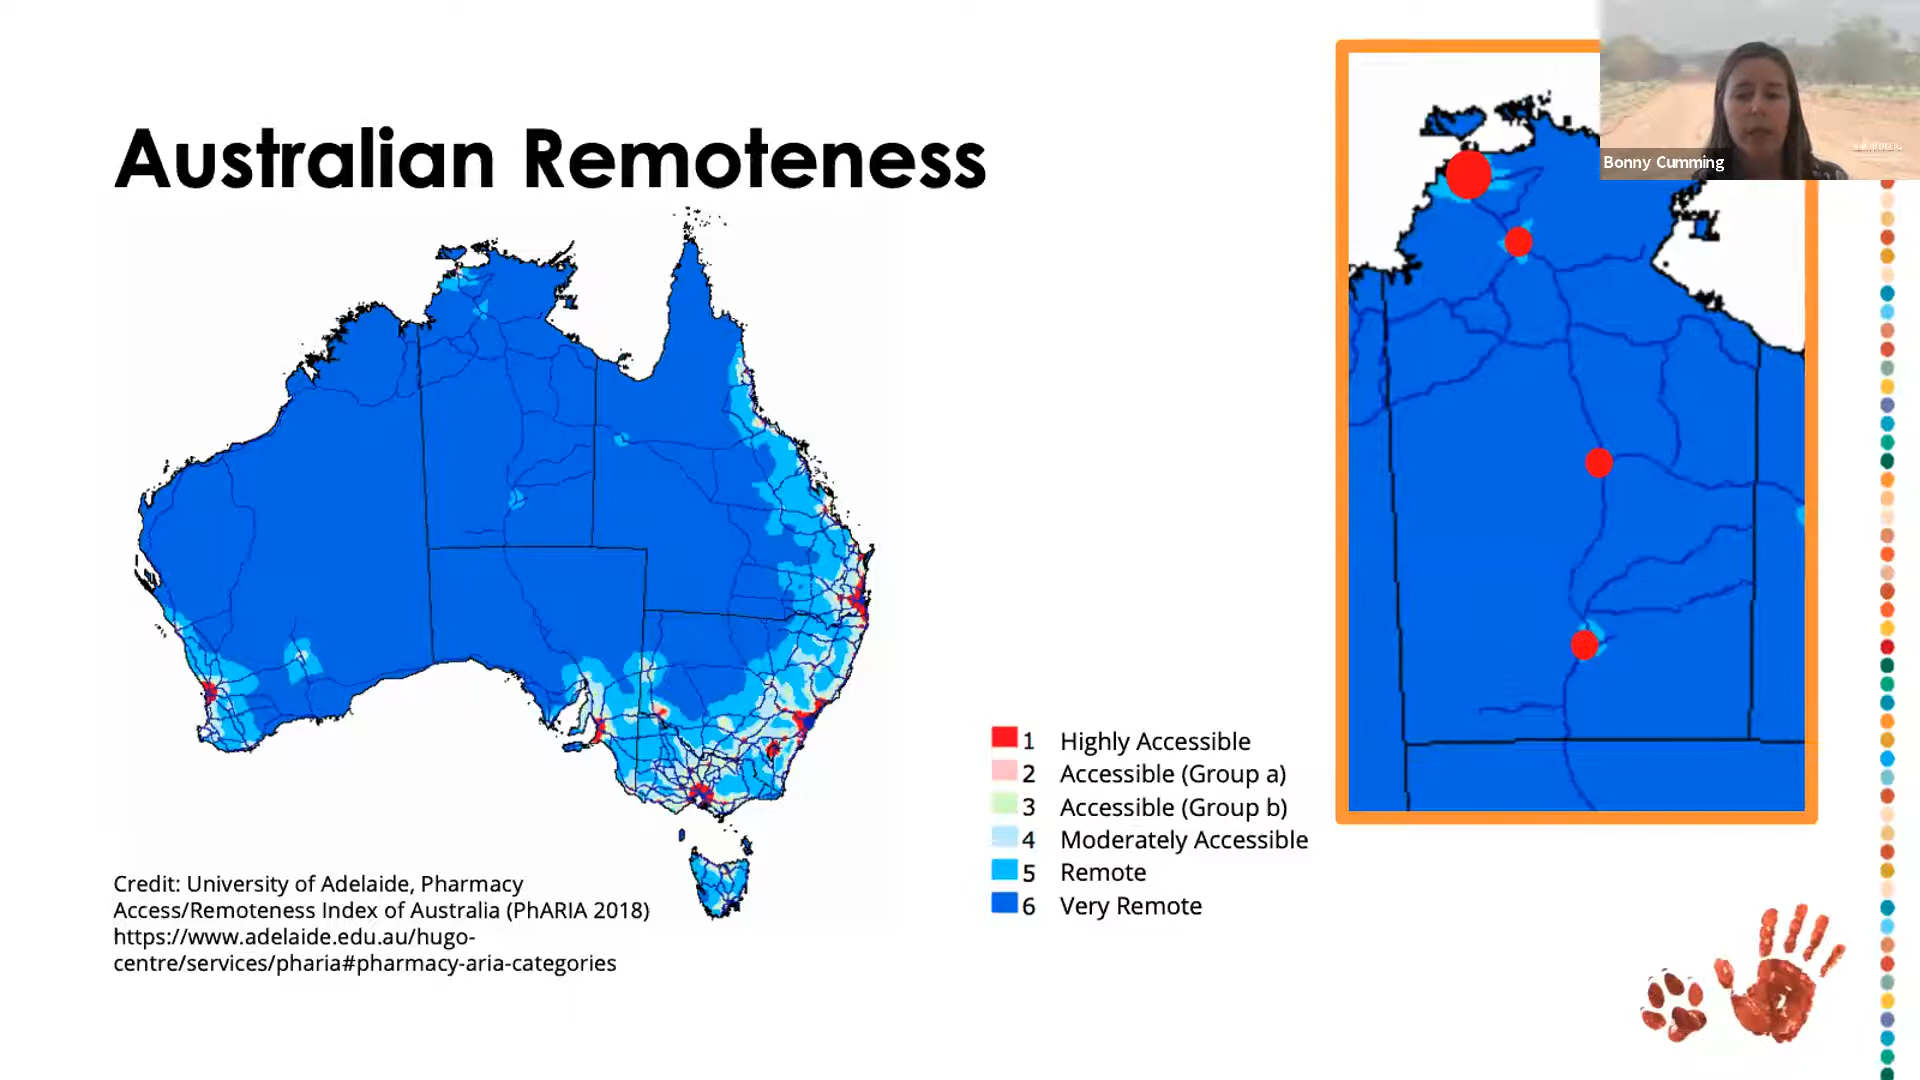 Australian Remoteness
Bonny Cumming
1 Highly Accessible
2 Accessible (Group a)
3 Accessible (Group b)
4 Moderately Accessible
5 Remote
6 Very Remote
Credit: University of Adelaide, Pharmacy
Access/Remoteness Index of Australia (PhARIA 2018)
https://www.adelaide.edu.au/hugo-
centre/services/pharia#pharmacy-aria-categories